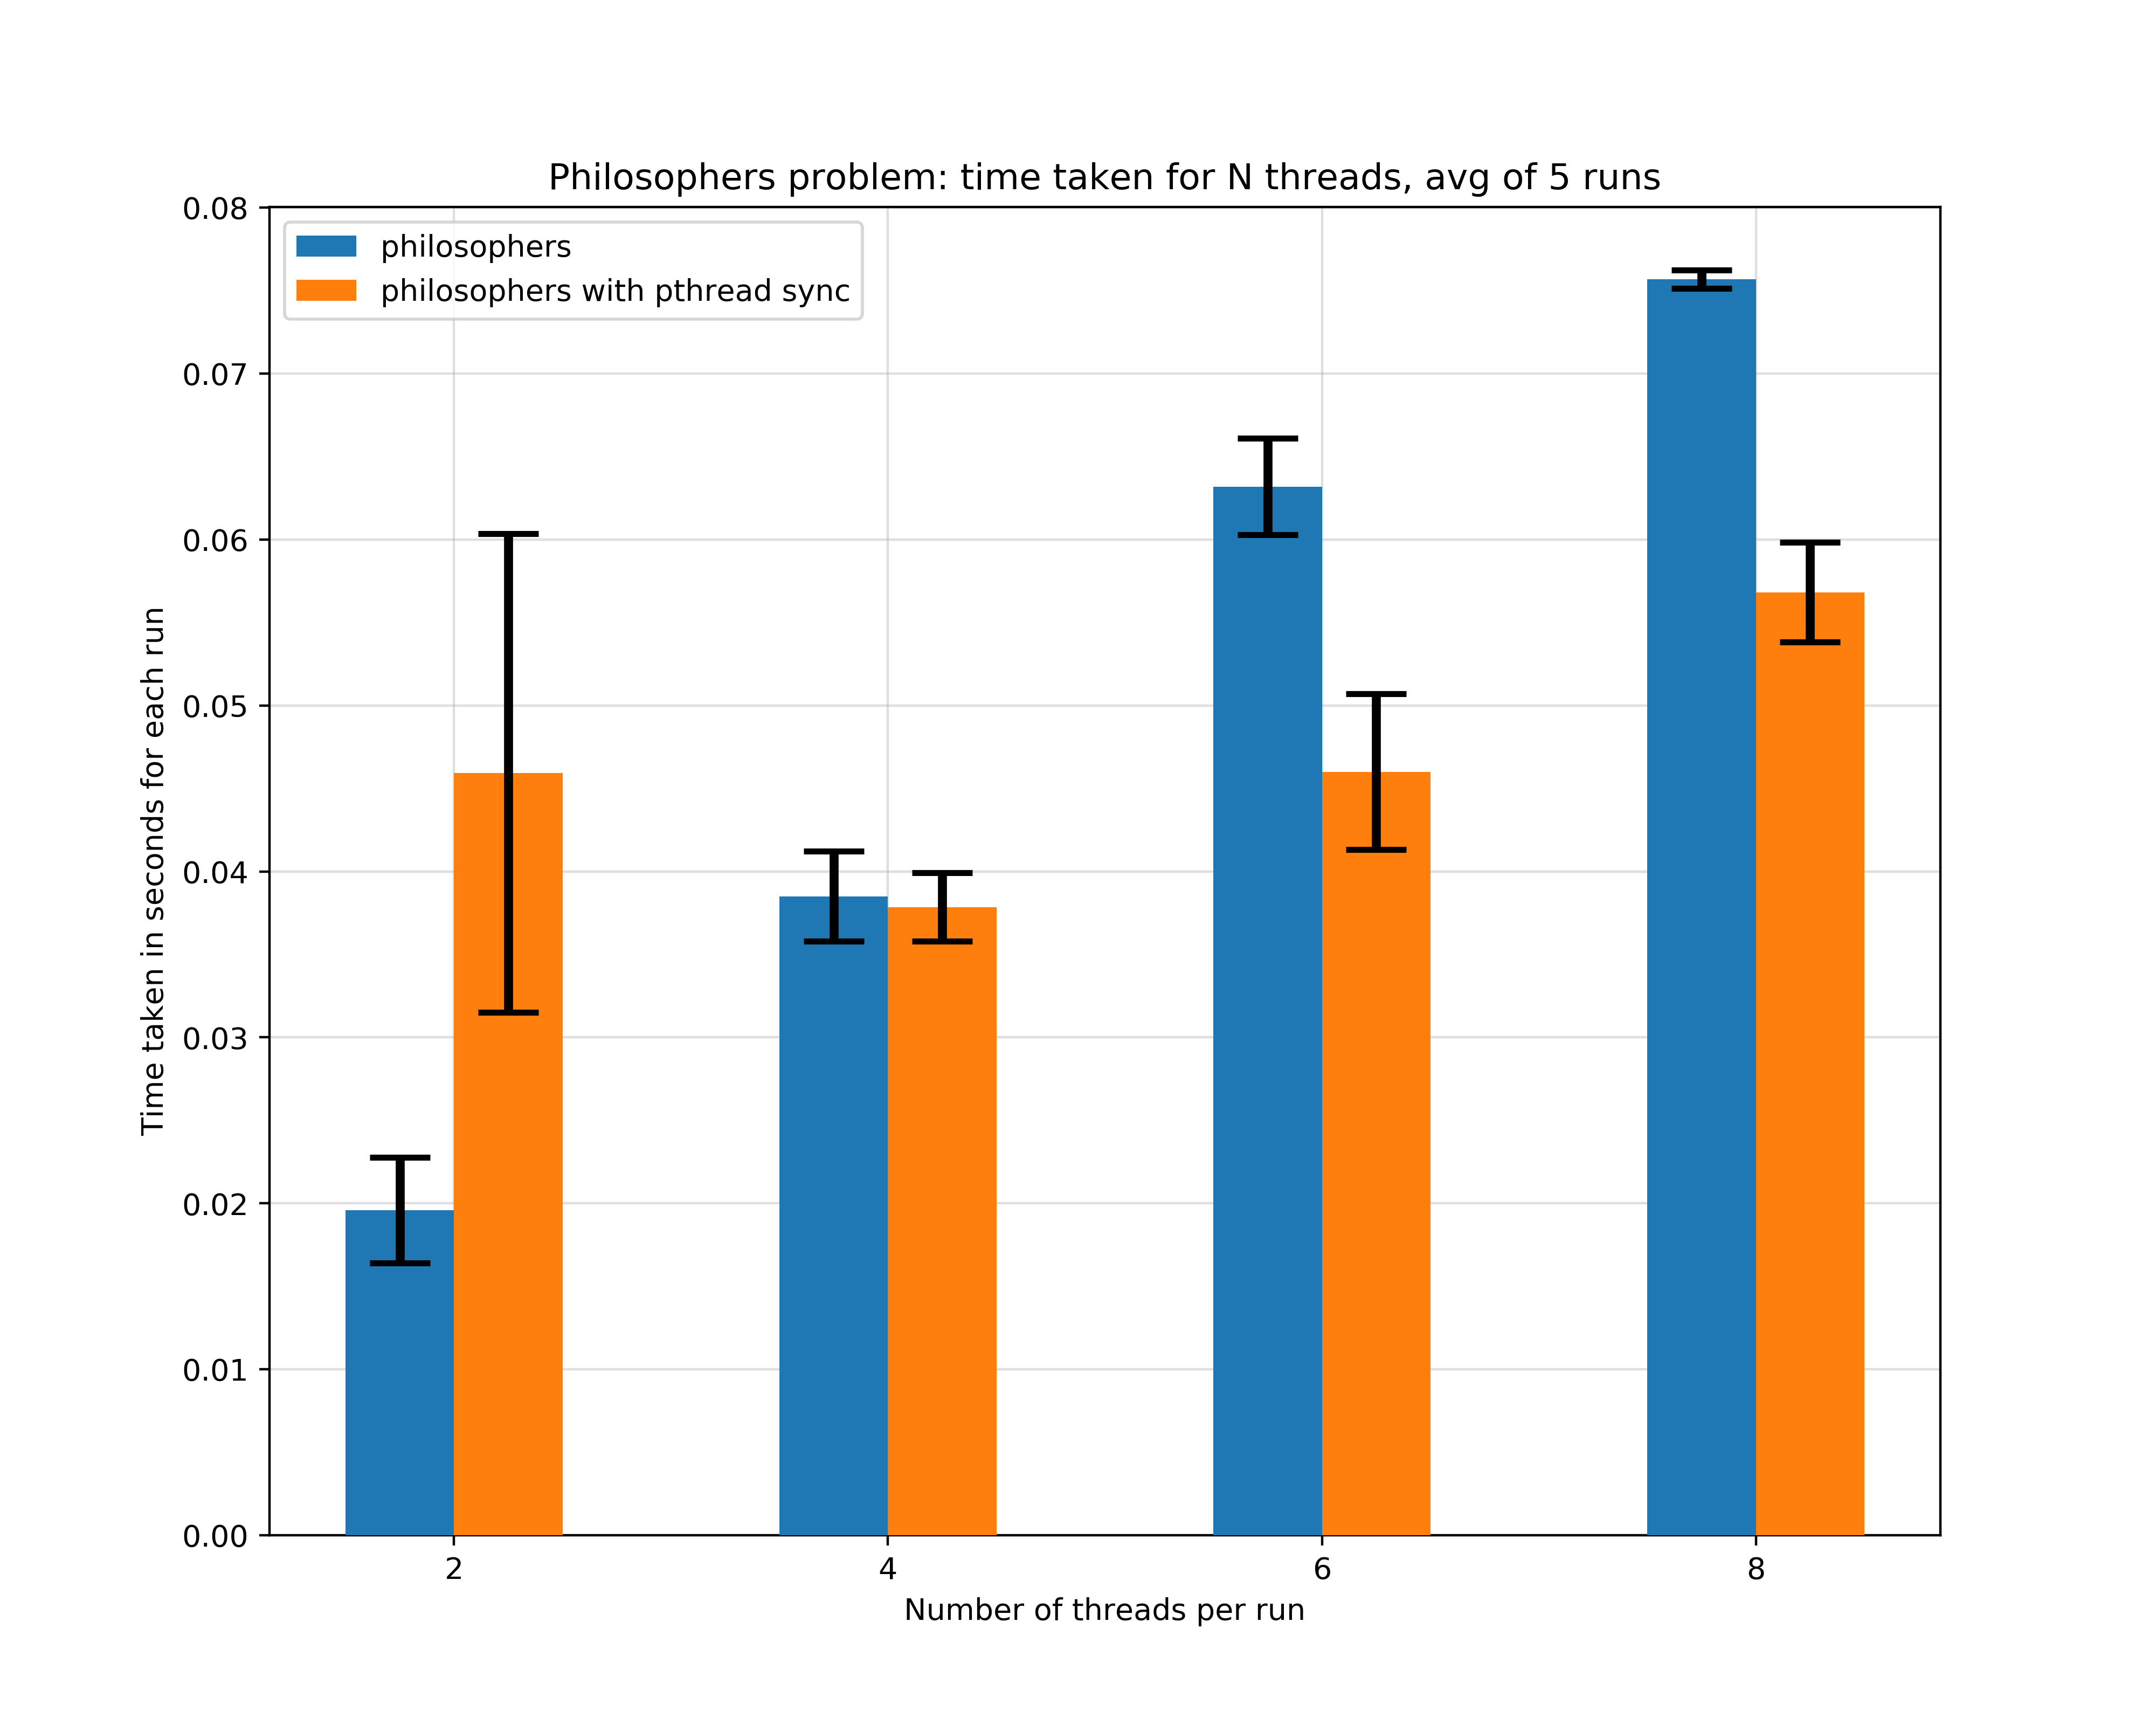 Philosophers problem: time taken for N threads, avg of 5 runs
philosophers
philosophers with pthread sync
Time taken in seconds for each run
0.08
0.07
0.06
0.05
0.04
0.03
0.02
0.01
0.00
2 4 6 8
Number of threads per run